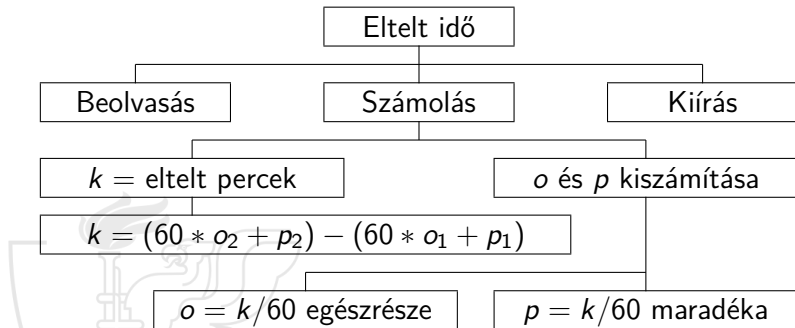 Eltelt idő
Beolvasás
Számolás
Kiírás
k = eltelt percek
o és p kiszámítása
k = (60 * o₂ + p₂) − (60 * o₁ + p₁)
o = k/60 egészrésze
p = k/60 maradéka